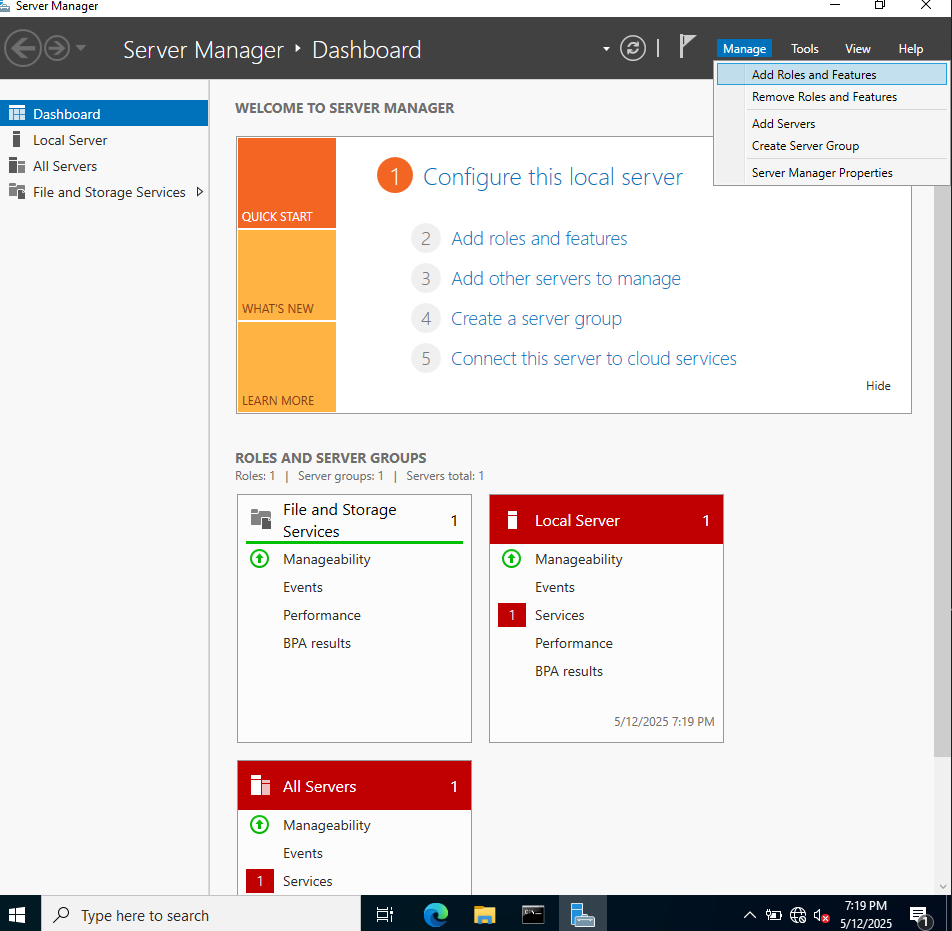 Server Manager
Server Manager ‣ Dashboard
Manage Tools View Help
Add Roles and Features
Remove Roles and Features
Add Servers
Create Server Group
Server Manager Properties
Dashboard
Local Server
All Servers
File and Storage Services
WELCOME TO SERVER MANAGER
QUICK START
WHAT'S NEW
LEARN MORE
1 Configure this local server
2 Add roles and features
3 Add other servers to manage
4 Create a server group
5 Connect this server to cloud services
Hide
ROLES AND SERVER GROUPS
Roles: 1 | Server groups: 1 | Servers total: 1
File and Storage
Services 1
Manageability
Events
Performance
BPA results
Local Server 1
Manageability
Events
1 Services
Performance
BPA results
5/12/2025 7:19 PM
All Servers 1
Manageability
Events
1 Services
Type here to search
7:19 PM
5/12/2025
1